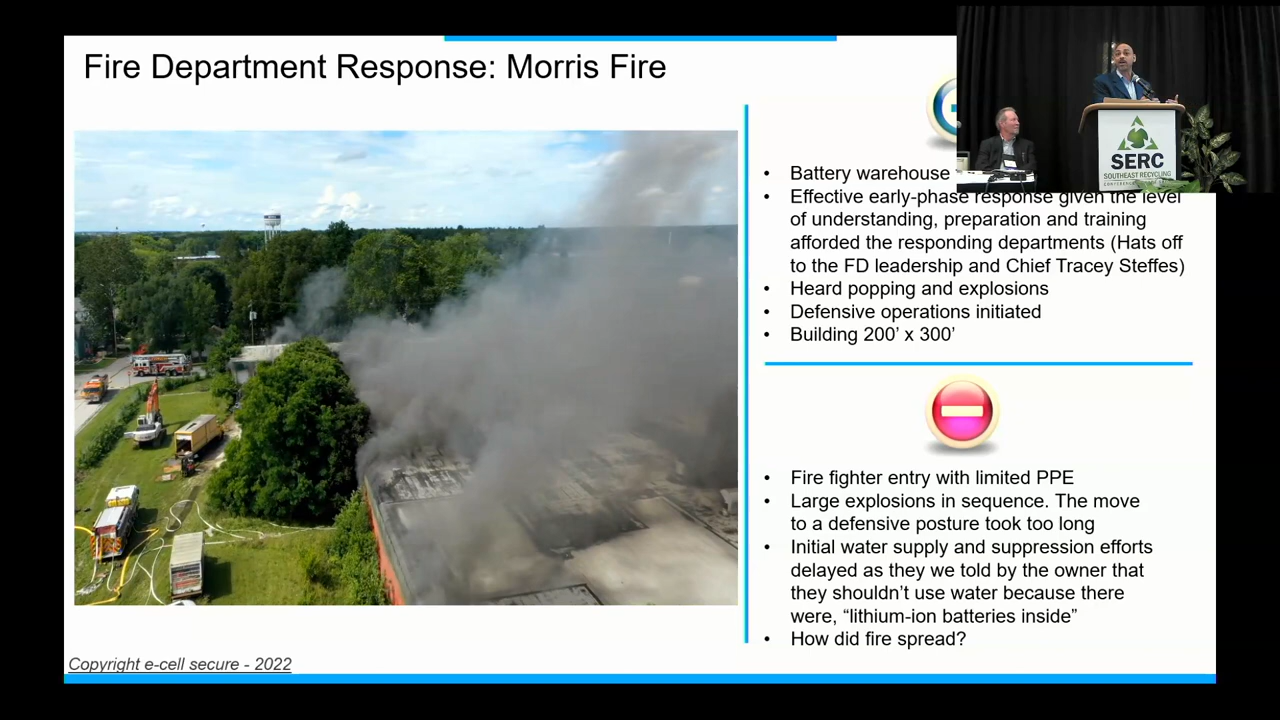 Fire Department Response: Morris Fire
SERC
SOUTHEAST RECYCLING
• Battery warehouse
• Effective early-phase response given the level
of understanding, preparation and training
afforded the responding departments (Hats off
to the FD leadership and Chief Tracey Steffes)
• Heard popping and explosions
• Defensive operations initiated
• Building 200’ x 300’
• Fire fighter entry with limited PPE
• Large explosions in sequence. The move
to a defensive posture took too long
• Initial water supply and suppression efforts
delayed as they we told by the owner that
they shouldn’t use water because there
were, “lithium-ion batteries inside”
• How did fire spread?
Copyright e-cell secure - 2022